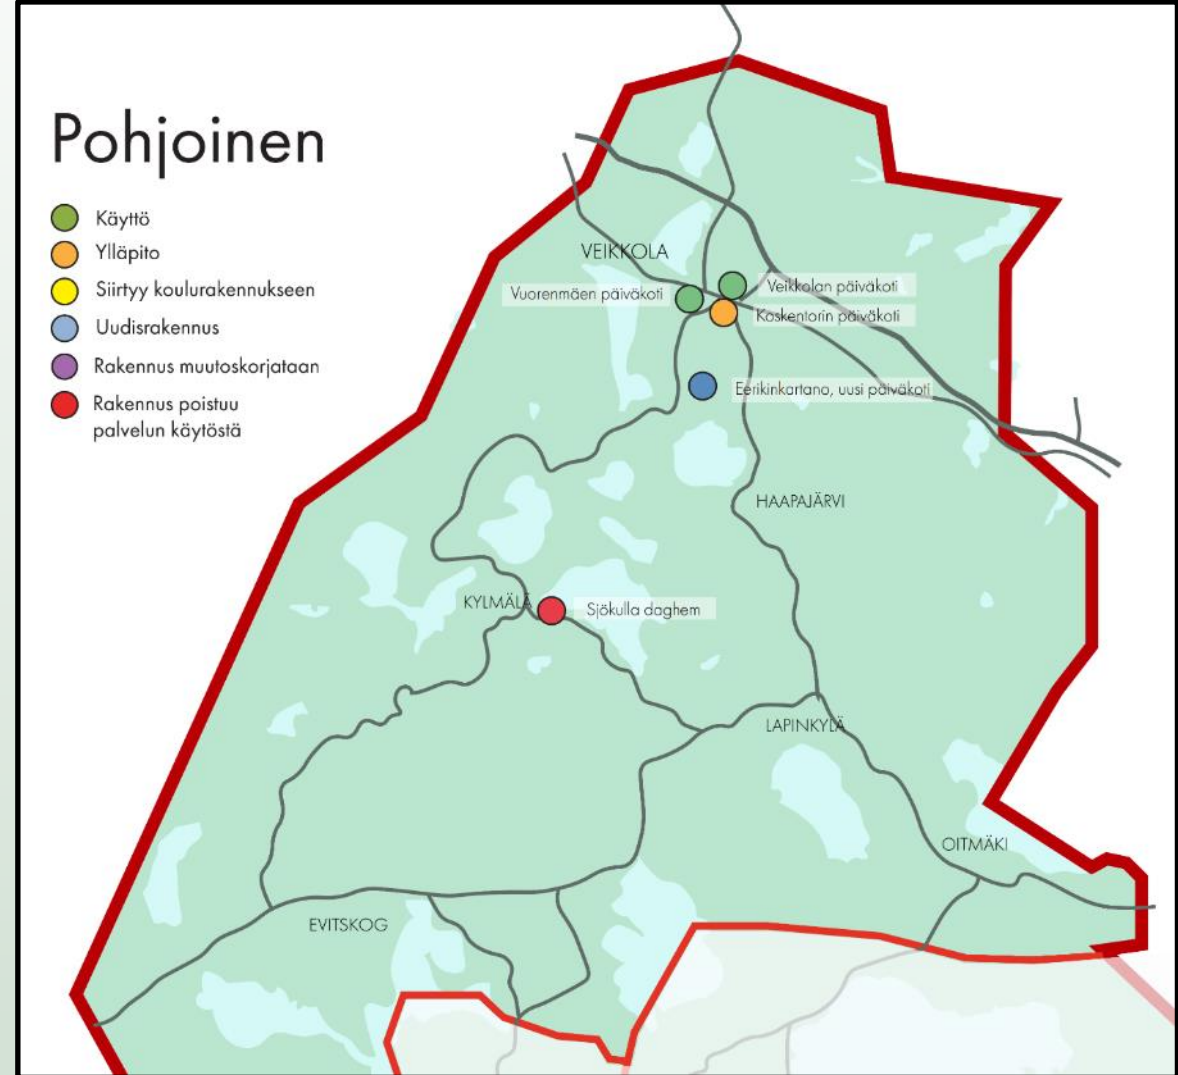 Pohjoinen
Käyttö
Ylläpito
Siirtyy koulurakennukseen
Uudisrakennus
Rakennus muutoskorjataan
Rakennus poistuu
palvelun käytöstä
VEIKKOLA
Vuorenmäen päiväkoti
Veikkolan päiväkoti
Koskentorin päiväkoti
Eerikinkartano, uusi päiväkoti
HAAPAJÄRVI
KYLMÄLÄ
Sjökulla daghem
LAPINKYLÄ
OITMÄKI
EVITSKOG